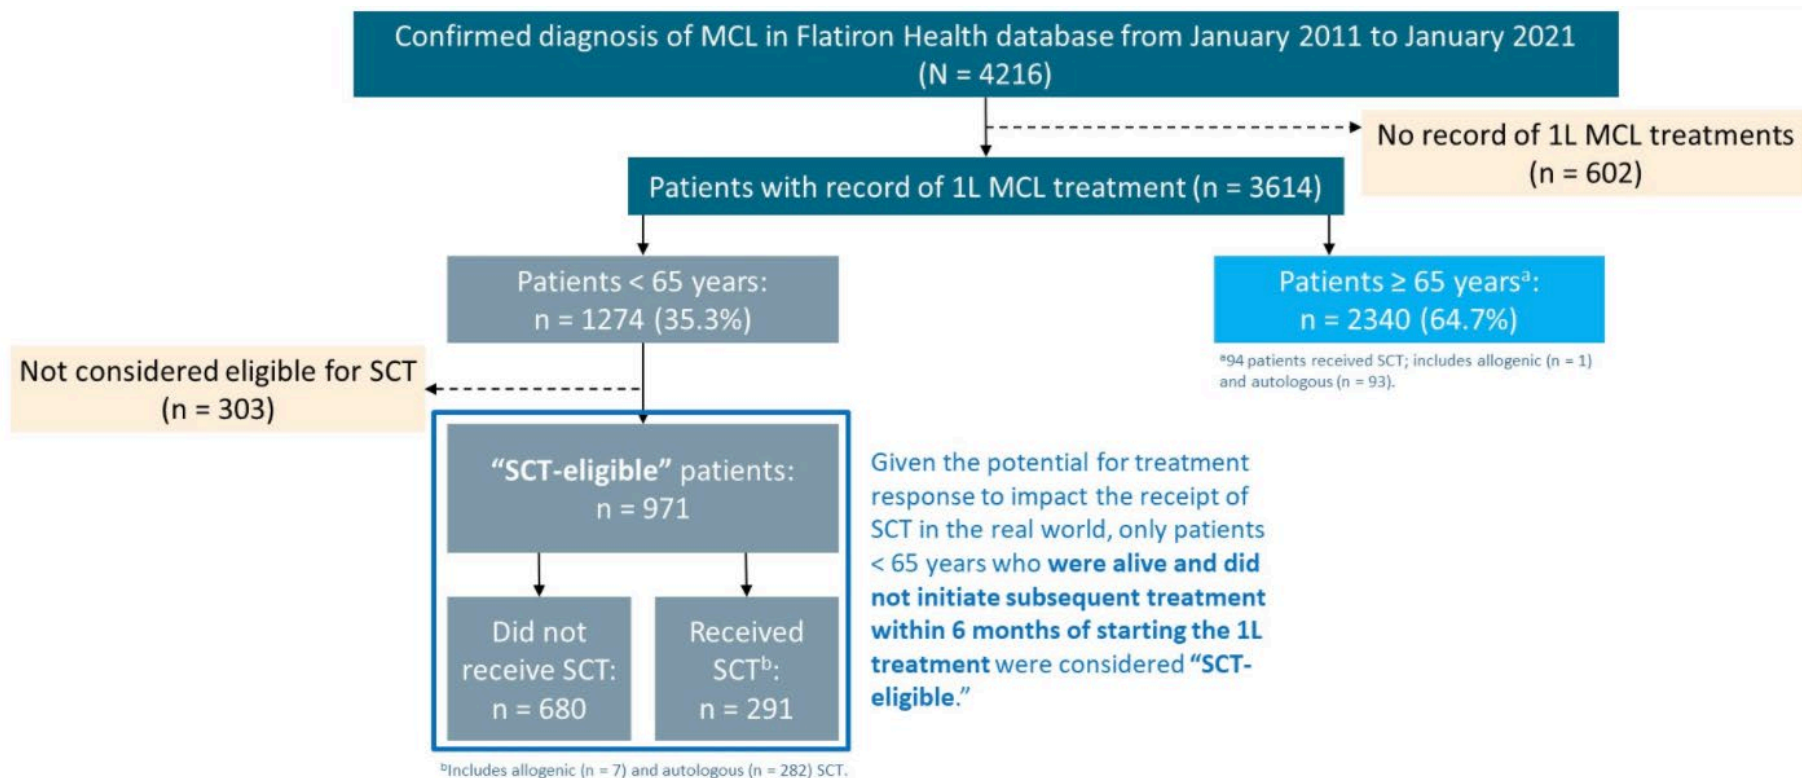 Confirmed diagnosis of MCL in Flatiron Health database from January 2011 to January 2021
(N = 4216)
No record of 1L MCL treatments
(n = 602)
Patients with record of 1L MCL treatment (n = 3614)
Patients < 65 years:
n = 1274 (35.3%)
Patients ≥ 65 yearsᵃ:
n = 2340 (64.7%)
ᵃ94 patients received SCT; includes allogenic (n = 1)
and autologous (n = 93).
Not considered eligible for SCT
(n = 303)
“SCT-eligible” patients:
n = 971
Given the potential for treatment
response to impact the receipt of
SCT in the real world, only patients
< 65 years who were alive and did
not initiate subsequent treatment
within 6 months of starting the 1L
treatment were considered “SCT-
eligible.”
Did not
receive SCT:
n = 680
Received
SCTᵇ:
n = 291
ᵇIncludes allogenic (n = 7) and autologous (n = 282) SCT.